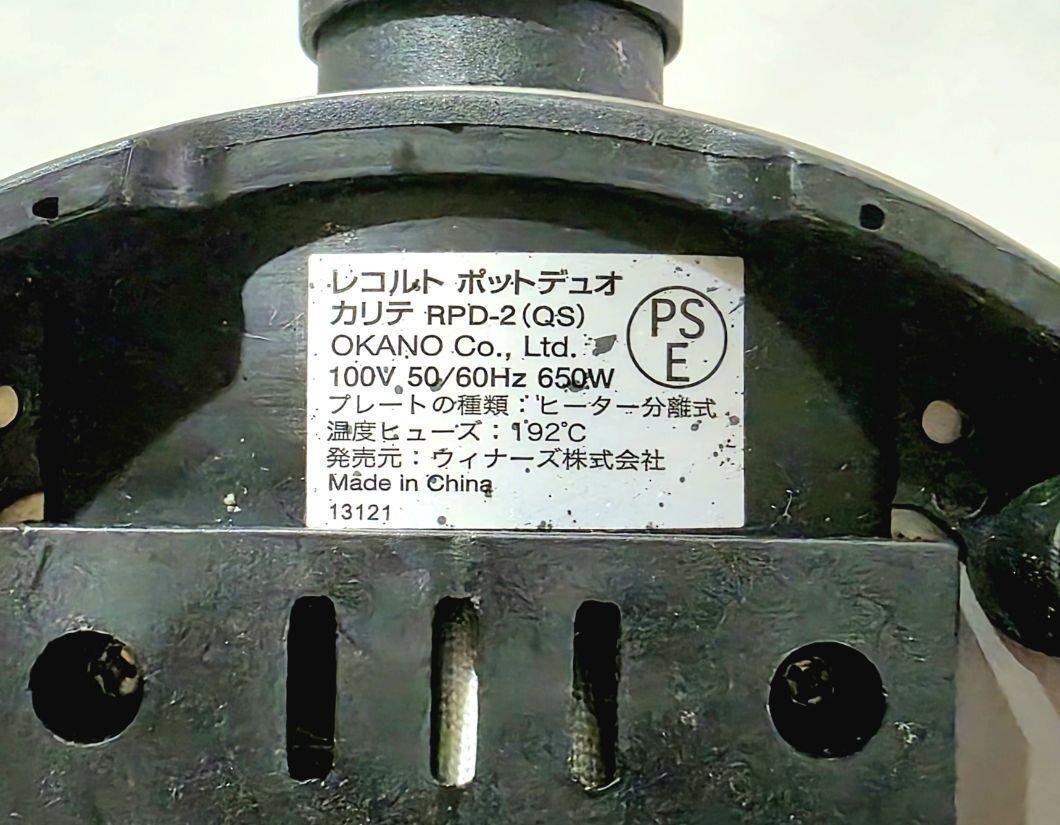 レコルト ポットデュオ
カリテ RPD-2(QS)
OKANO Co., Ltd.
PS
E
100V 50/60Hz 650W
プレートの種類：ヒーター分離式
温度ヒューズ：192℃
発売元：ウィナーズ株式会社
Made in China
13121